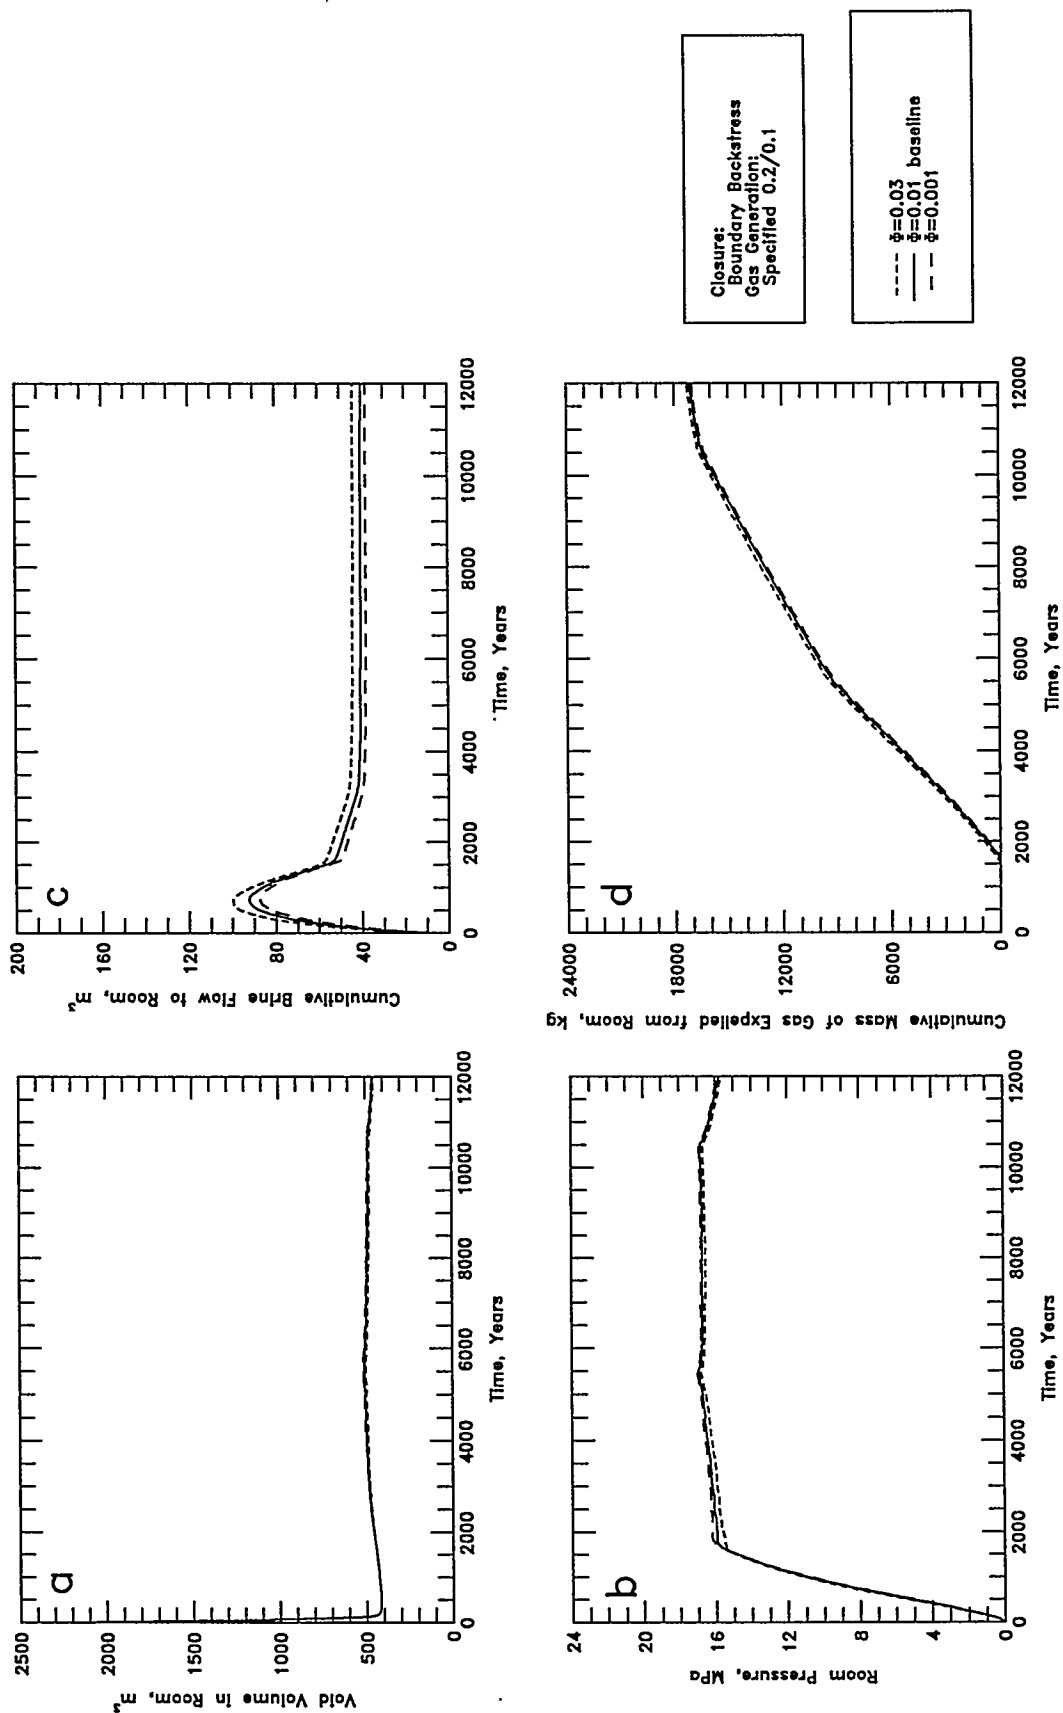 a
Void Volume in Room, m³
2500
2000
1500
1000
500
0
0 2000 4000 6000 8000 10000 12000
Time, Years
c
Cumulative Brine Flow to Room, m³
200
160
120
80
40
0
0 2000 4000 6000 8000 10000 12000
Time, Years
b
Room Pressure, MPa
24
20
16
12
8
4
0
0 2000 4000 6000 8000 10000 12000
Time, Years
d
Cumulative Mass of Gas Expelled from Room, kg
24000
18000
12000
6000
0
0 2000 4000 6000 8000 10000 12000
Time, Years
Closure:
Boundary Backstress
Gas Generation:
Specified 0.2/0.1
Φ=0.03
Φ=0.01 baseline
Φ=0.001